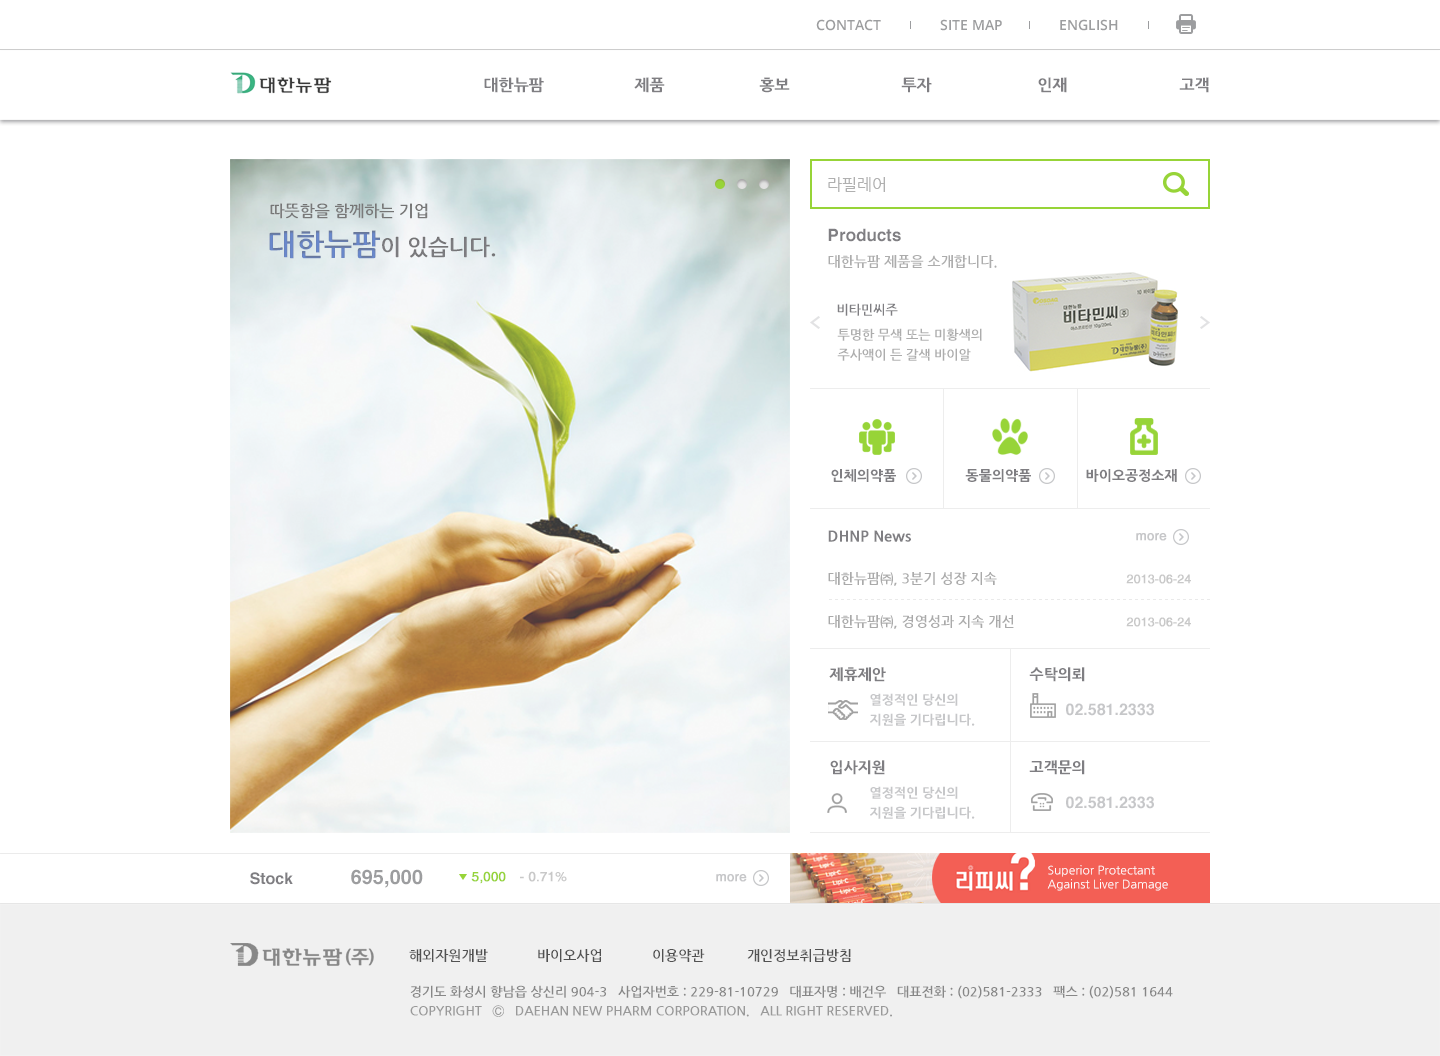 CONTACT
SITE MAP
ENGLISH
대한뉴팜
대한뉴팜
제품
홍보
투자
인재
고객
따뜻함을 함께하는 기업
대한뉴팜이 있습니다.
라필레어
Products
대한뉴팜 제품을 소개합니다.
비타민씨주
투명한 무색 또는 미황색의
주사액이 든 갈색 바이알
대한뉴팜
비타민씨㈜
대한뉴팜(주)
인체의약품
동물의약품
바이오공정소재
DHNP News
more
대한뉴팜㈜, 3분기 성장 지속
2013-06-24
대한뉴팜㈜, 경영성과 지속 개선
2013-06-24
제휴제안
열정적인 당신의
지원을 기다립니다.
수탁의뢰
02.581.2333
입사지원
열정적인 당신의
지원을 기다립니다.
고객문의
02.581.2333
Stock
695,000
5,000
- 0.71%
more
Lipi-C
Lipi-C
Lipi-C
Lipi-C
리피씨?
Superior Protectant
Against Liver Damage
대한뉴팜(주)
해외자원개발
바이오사업
이용약관
개인정보취급방침
경기도 화성시 향남읍 상신리 904-3 사업자번호 : 229-81-10729 대표자명 : 배건우 대표전화 : (02)581-2333 팩스 : (02)581 1644
COPYRIGHT © DAEHAN NEW PHARM CORPORATION. ALL RIGHT RESERVED.